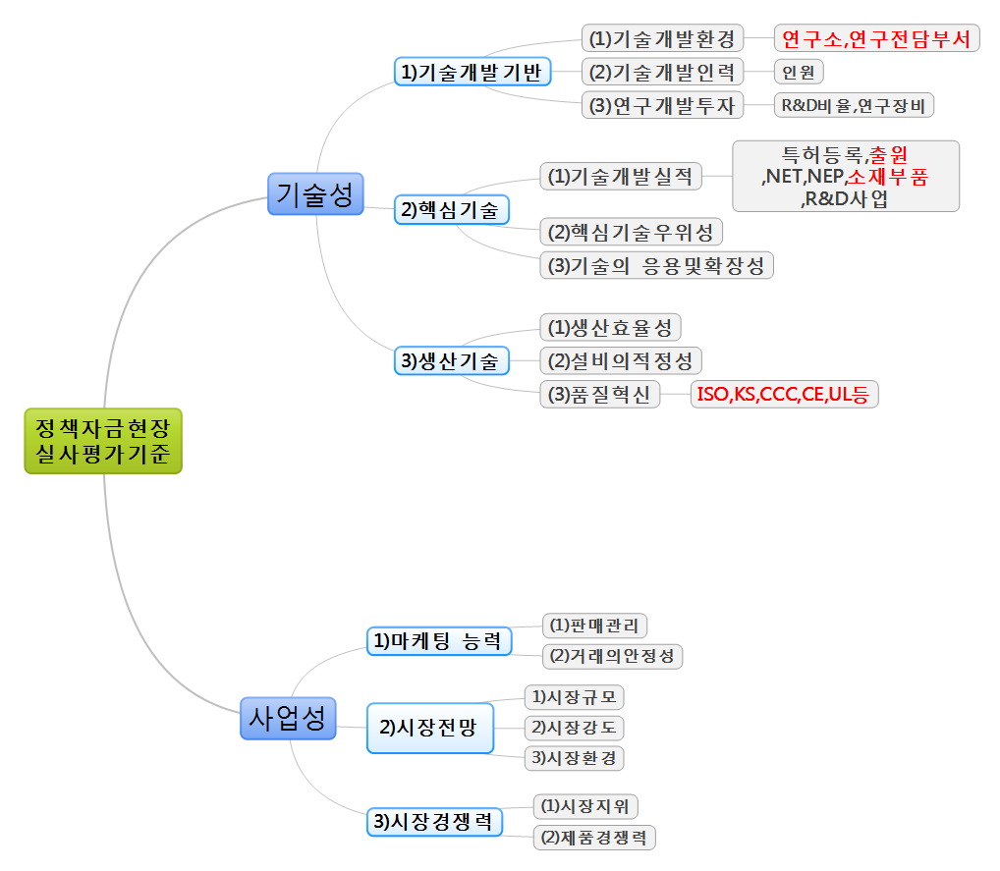 정책자금현장
실사평가기준
기술성
1)기술개발기반
(1)기술개발환경
연구소,연구전담부서
(2)기술개발인력
인원
(3)연구개발투자
R&D비율,연구장비
2)핵심기술
(1)기술개발실적
특허등록,출원
,NET,NEP,소재부품
,R&D사업
(2)핵심기술우위성
(3)기술의 응용및확장성
3)생산기술
(1)생산효율성
(2)설비의적정성
(3)품질혁신
ISO,KS,CCC,CE,UL등
사업성
1)마케팅 능력
(1)판매관리
(2)거래의안정성
2)시장전망
1)시장규모
2)시장강도
3)시장환경
3)시장경쟁력
(1)시장지위
(2)제품경쟁력